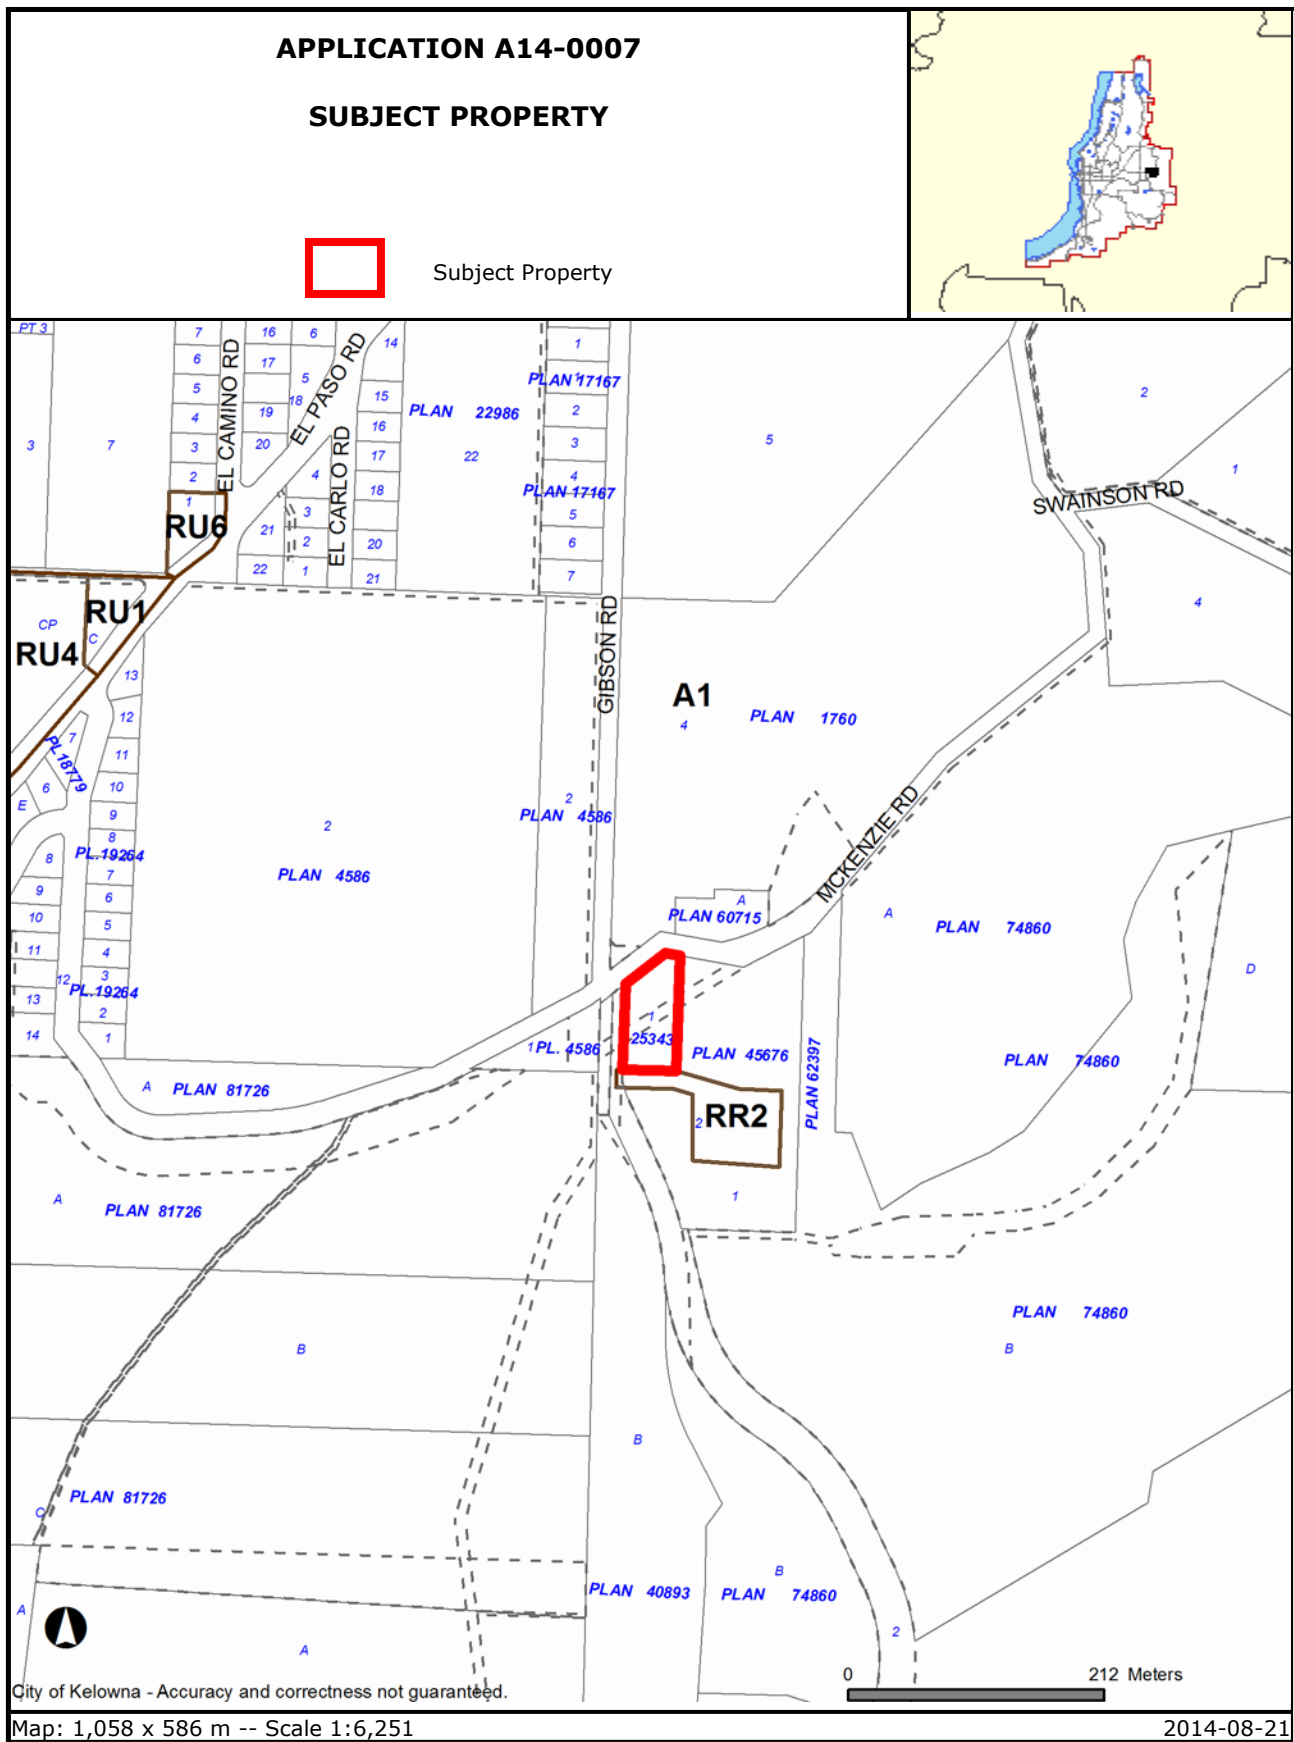 APPLICATION A14-0007
SUBJECT PROPERTY
Subject Property
PT 3
7
16
6
14
1
6
17
5
PLAN 17167
5
18
15
2
4
19
16
3
20
17
4
2
18
PLAN 17167
1
3
7
EL CAMINO RD
EL PASO RD
EL CARLO RD
PLAN 22986
22
4
3
2
1
21
22
20
21
5
6
7
5
2
1
SWAINSON RD
4
RU6
RU1
RU4
CP
C
GIBSON RD
A1
4
PLAN 1760
13
12
11
10
9
8
PL.19264
7
6
5
4
3
PL.19264
2
1
7
PL18779
6
E
8
9
10
11
12
13
14
2
PLAN 4586
2
PLAN 4586
MCKENZIE RD
A
PLAN 60715
A
PLAN 74860
D
1
25343
1
PL. 4586
PLAN 45676
PLAN 62397
PLAN 74860
A
PLAN 81726
2
RR2
1
A
PLAN 81726
PLAN 74860
B
B
B
C
PLAN 81726
B
PLAN 40893
PLAN 74860
2
A
A
0
212 Meters
City of Kelowna - Accuracy and correctness not guaranteed.
Map: 1,058 x 586 m -- Scale 1:6,251
2014-08-21